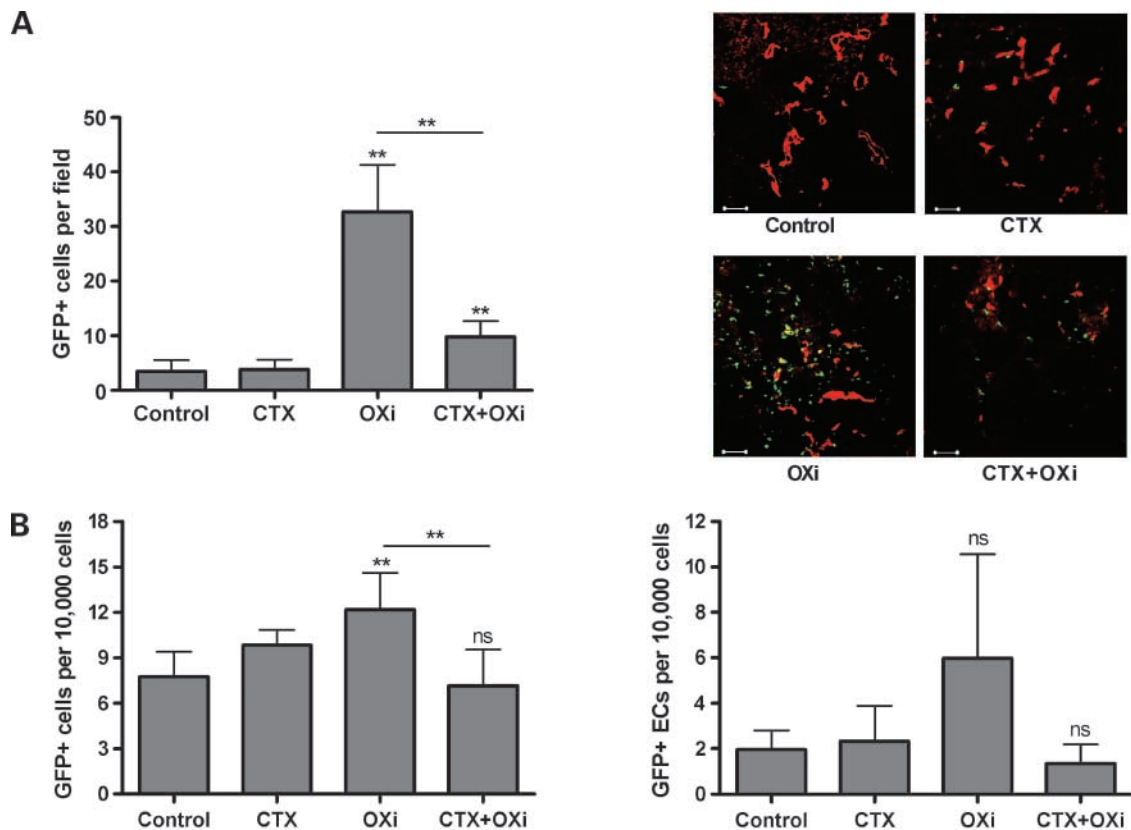 A
GFP+ cells per field
50
40
30
20
10
0
**
**
**
Control CTX OXi CTX+OXi
Control CTX
OXi CTX+OXi
B
GFP+ cells per 10,000 cells
18
15
12
9
6
3
0
**
**
ns
Control CTX OXi CTX+OXi
GFP+ ECs per 10,000 cells
12
10
8
6
4
2
0
ns
ns
Control CTX OXi CTX+OXi